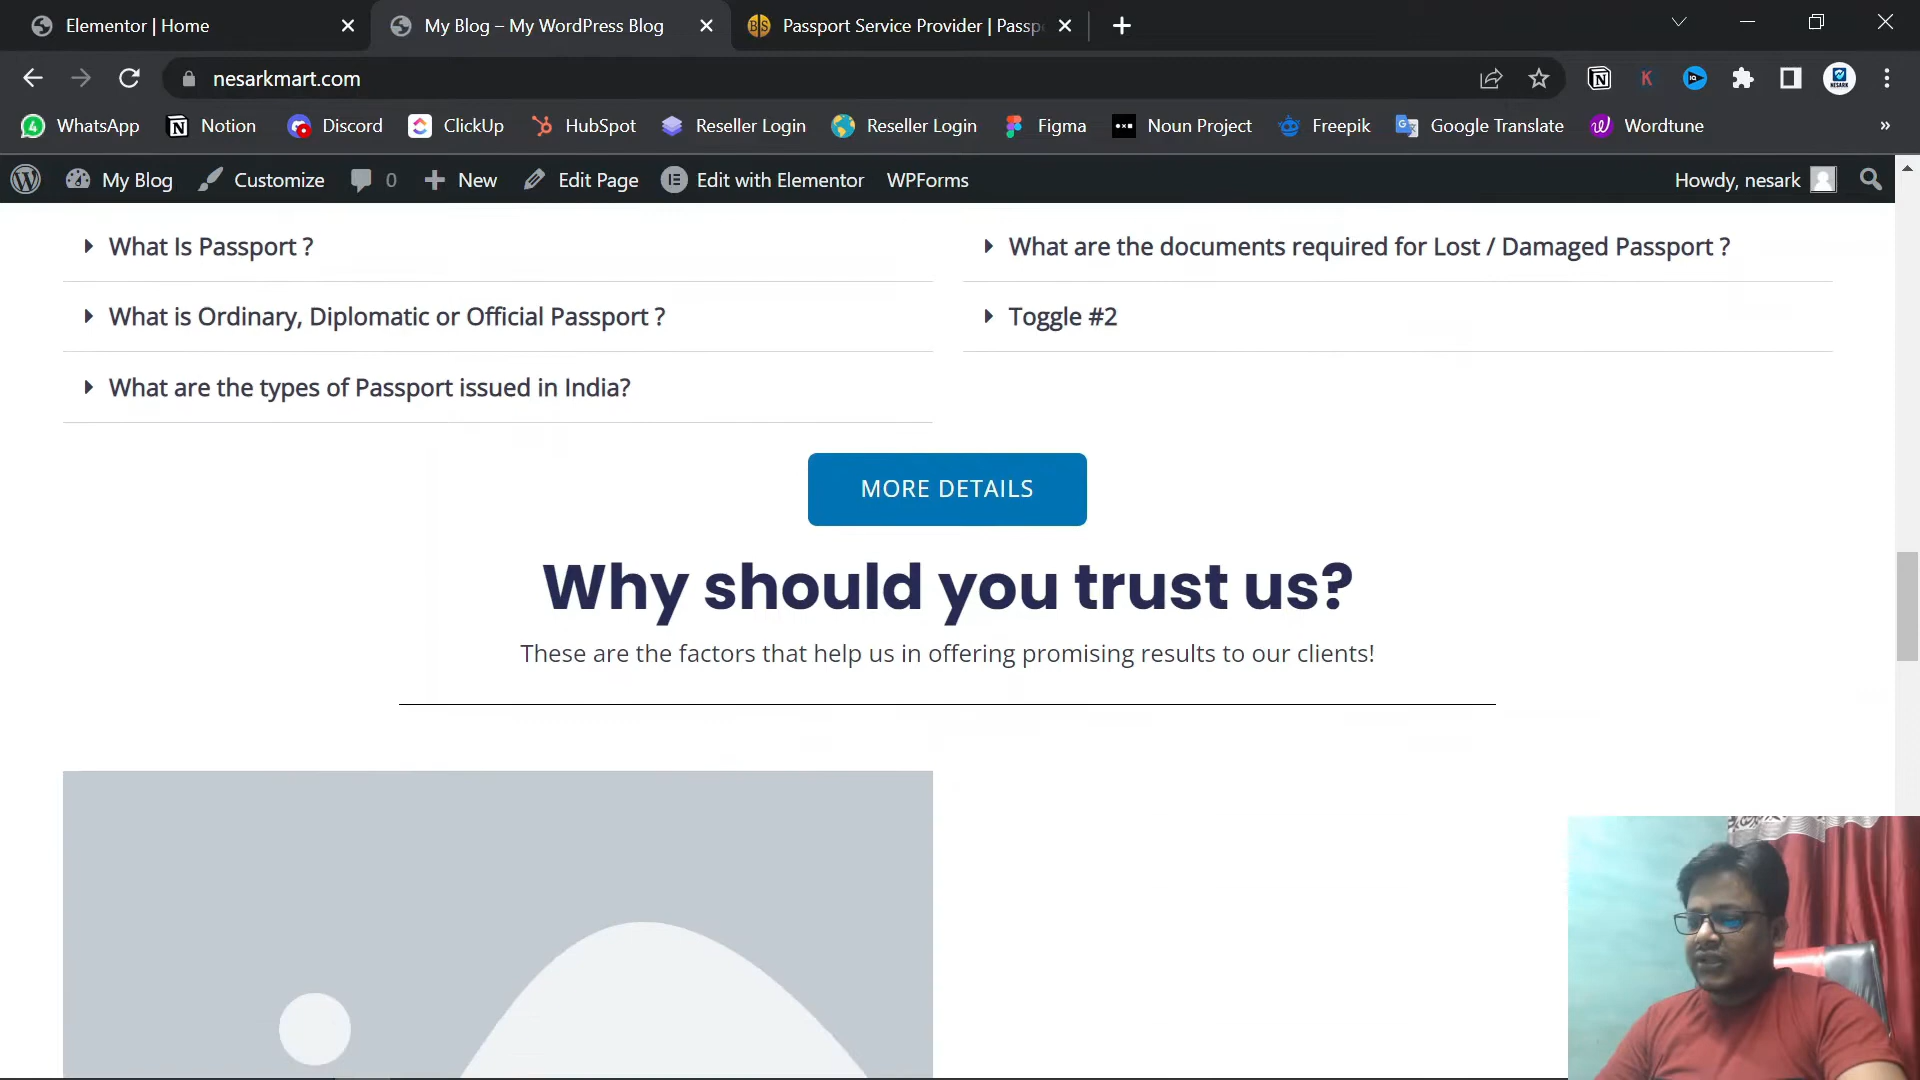 Elementor | Home
My Blog – My WordPress Blog
Passport Service Provider | Passp
nesarkmart.com
WhatsApp
Notion
Discord
ClickUp
HubSpot
Reseller Login
Reseller Login
Figma
Noun Project
Freepik
Google Translate
Wordtune
»
My Blog
Customize
0
New
Edit Page
Edit with Elementor
WPForms
Howdy, nesark
What Is Passport ?
What are the documents required for Lost / Damaged Passport ?
What is Ordinary, Diplomatic or Official Passport ?
Toggle #2
What are the types of Passport issued in India?
MORE DETAILS
Why should you trust us?
These are the factors that help us in offering promising results to our clients!